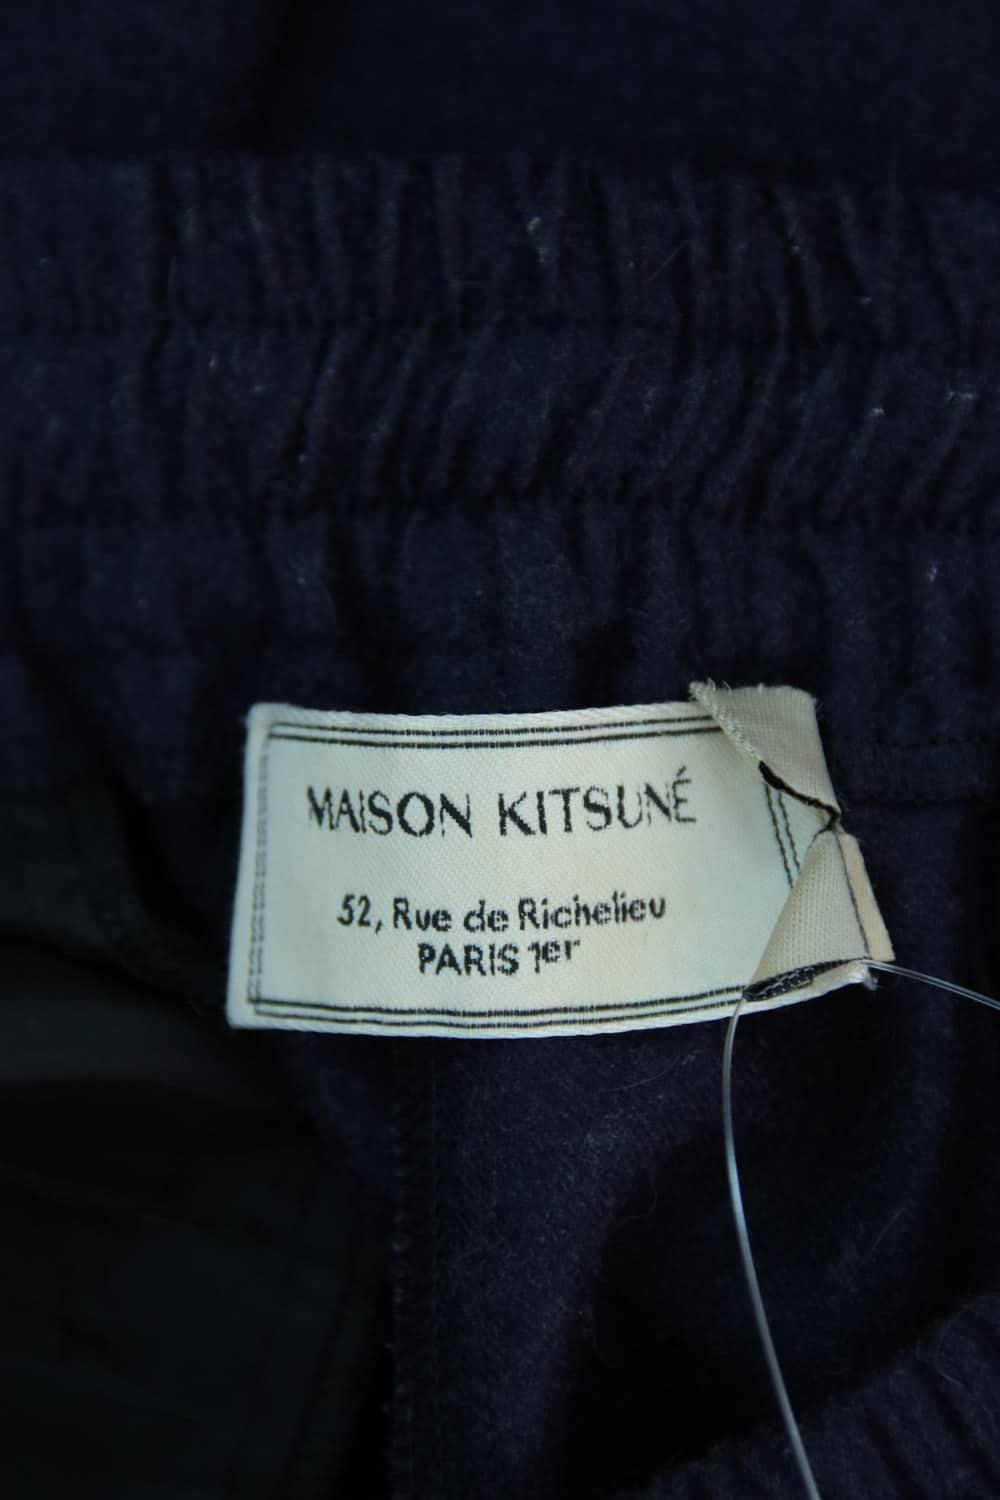 MAISON KITSUNÉ
52, Rue de Richelieu
PARIS 1er